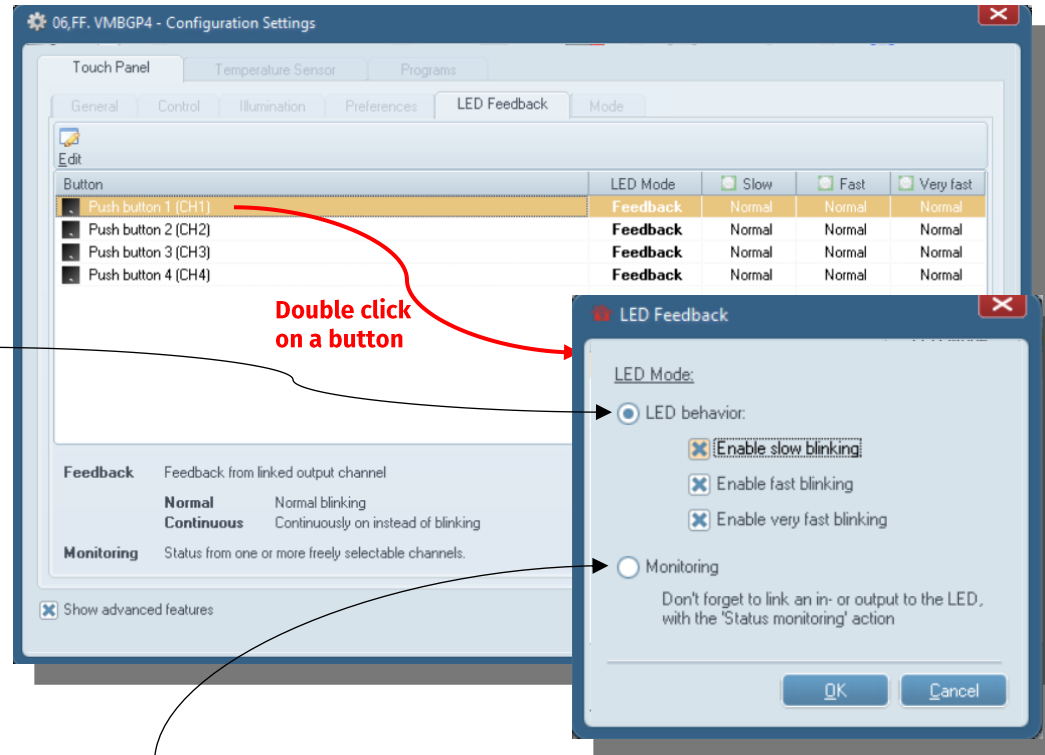 06,FF. VMBGP4 - Configuration Settings
Touch Panel Temperature Sensor Programs
General Control Illumination Preferences LED Feedback Mode
Edit
Button LED Mode Slow Fast Very fast
Push button 1 (CH1) Feedback Normal Normal Normal
Push button 2 (CH2) Feedback Normal Normal Normal
Push button 3 (CH3) Feedback Normal Normal Normal
Push button 4 (CH4) Feedback Normal Normal Normal
Double click
on a button
Feedback Feedback from linked output channel
Normal Normal blinking
Continuous Continuously on instead of blinking
Monitoring Status from one or more freely selectable channels.
Show advanced features
LED Feedback
LED Mode:
LED behavior:
Enable slow blinking
Enable fast blinking
Enable very fast blinking
Monitoring
Don't forget to link an in- or output to the LED,
with the 'Status monitoring' action
OK Cancel